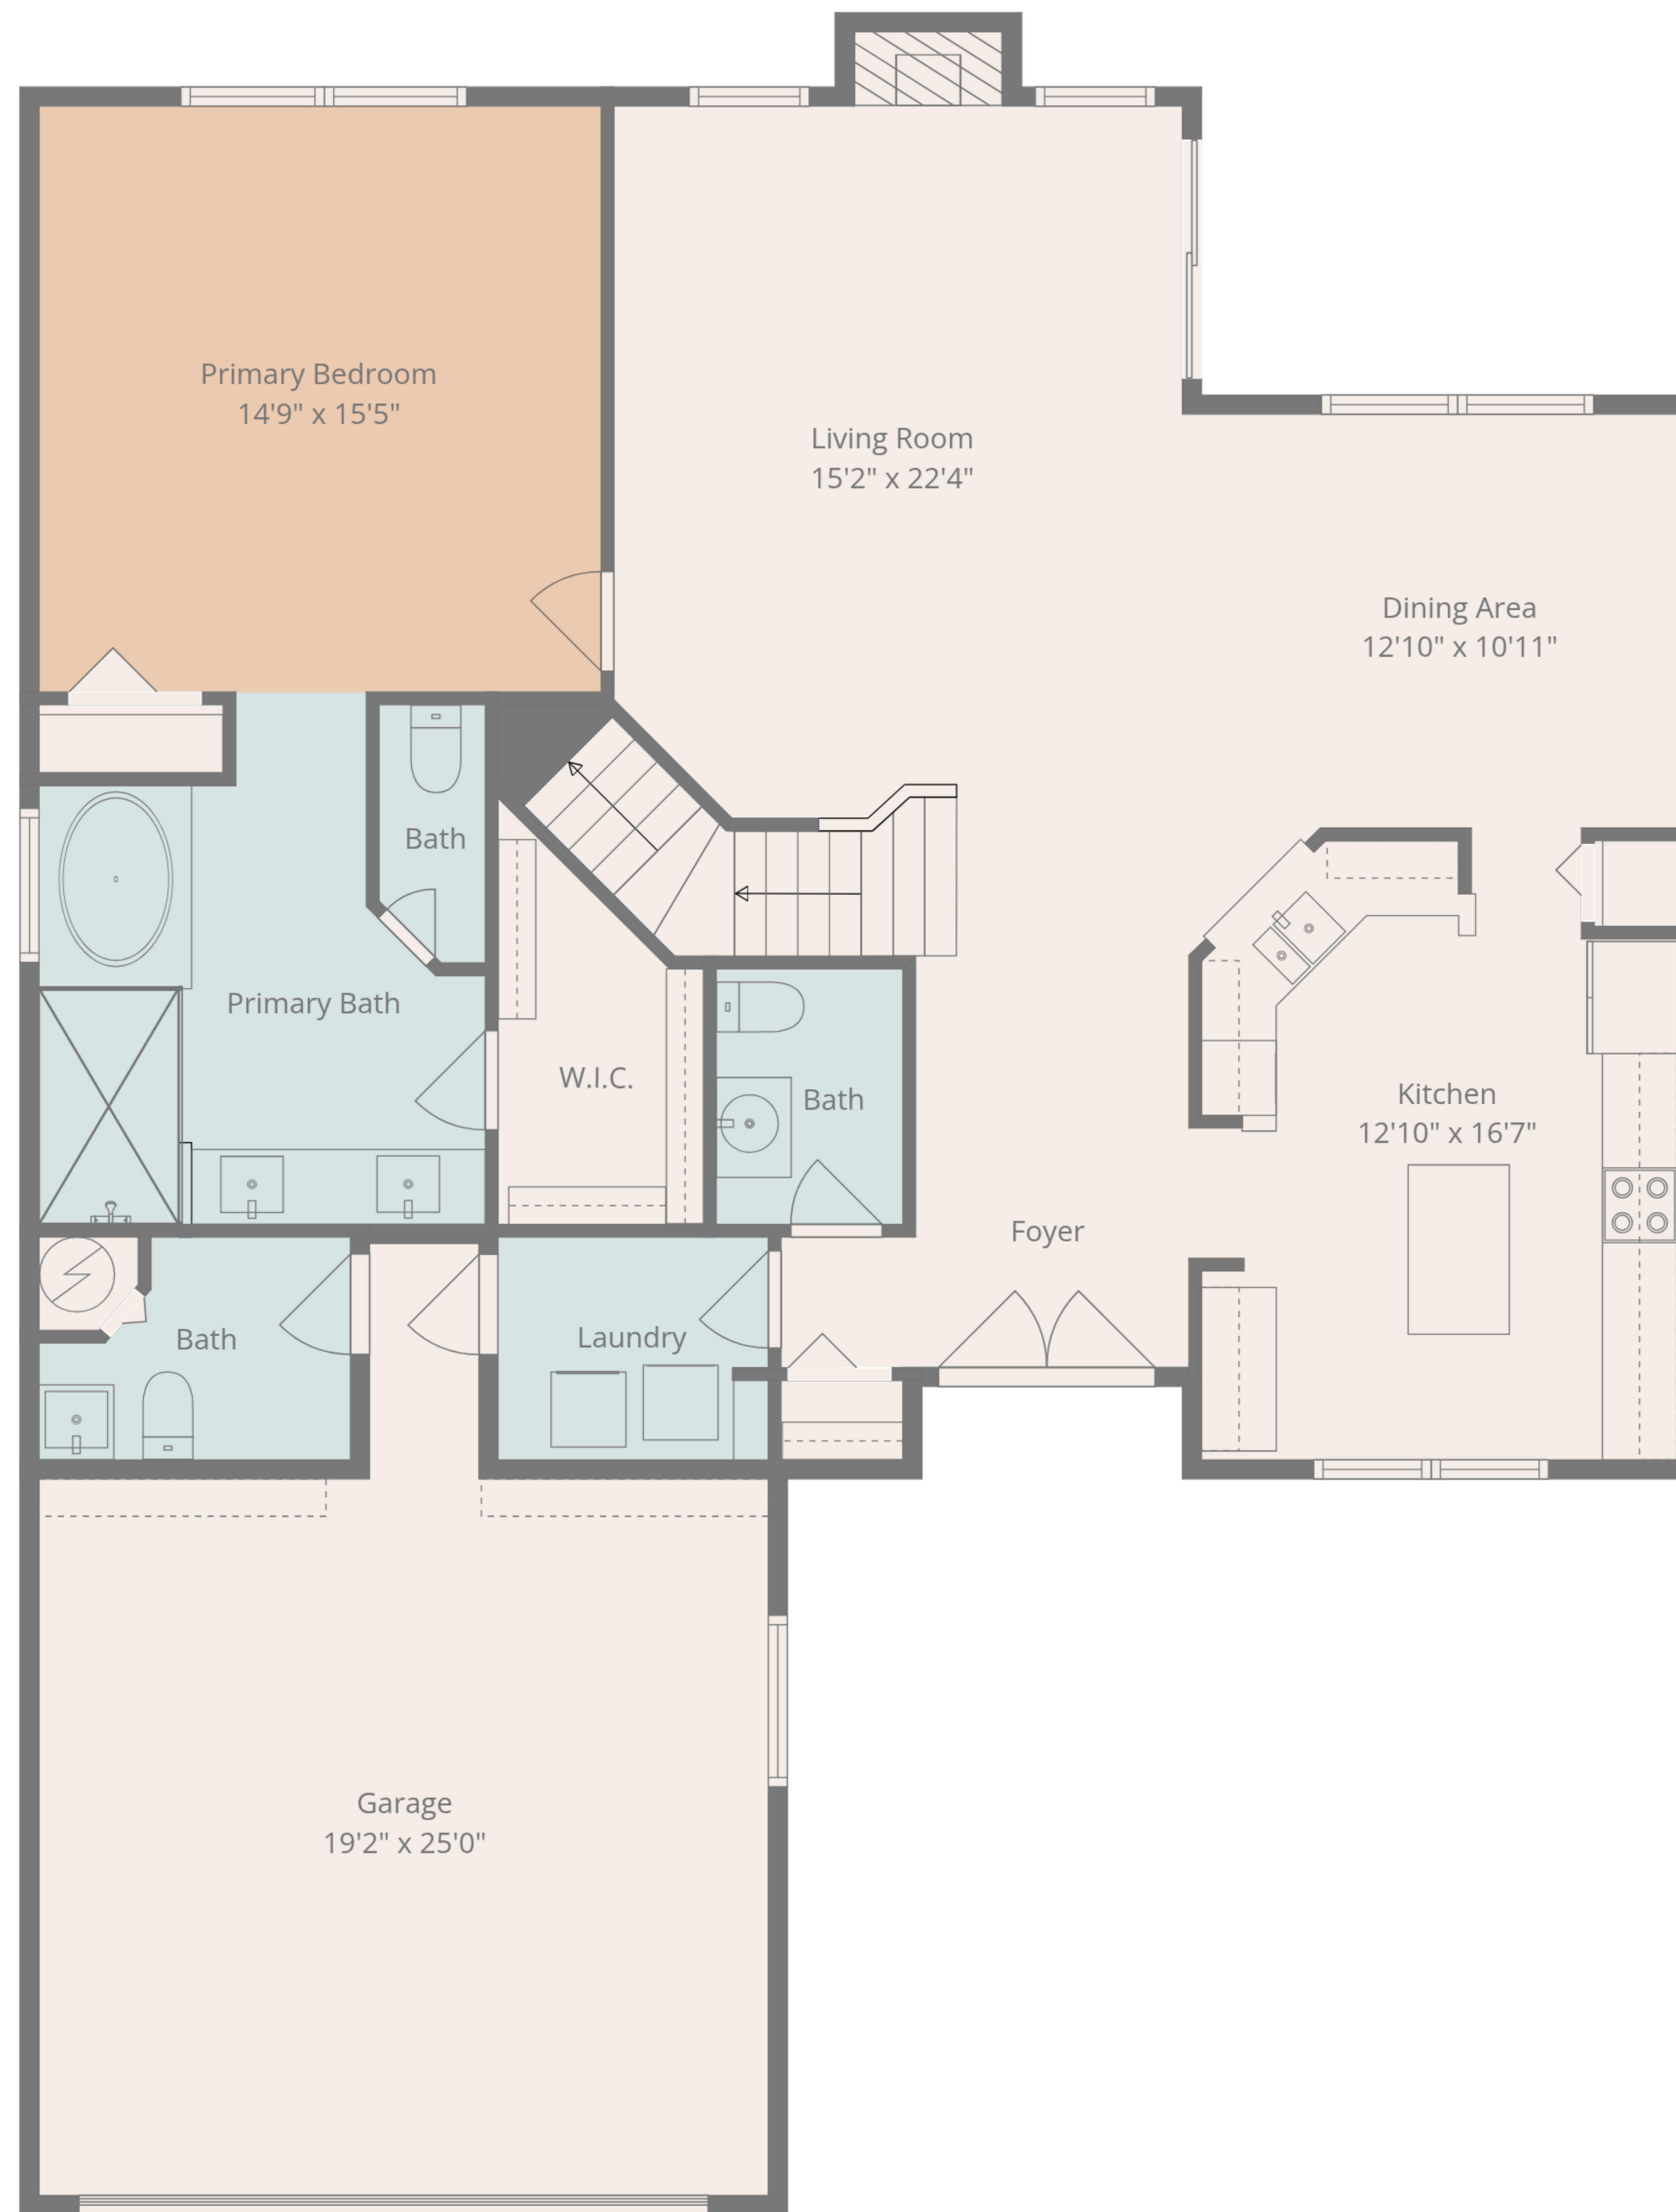 Primary Bedroom
14'9" x 15'5"
Living Room
15'2" x 22'4"
Dining Area
12'10" x 10'11"
Bath
Primary Bath
W.I.C.
Bath
Kitchen
12'10" x 16'7"
Foyer
Bath
Laundry
Garage
19'2" x 25'0"